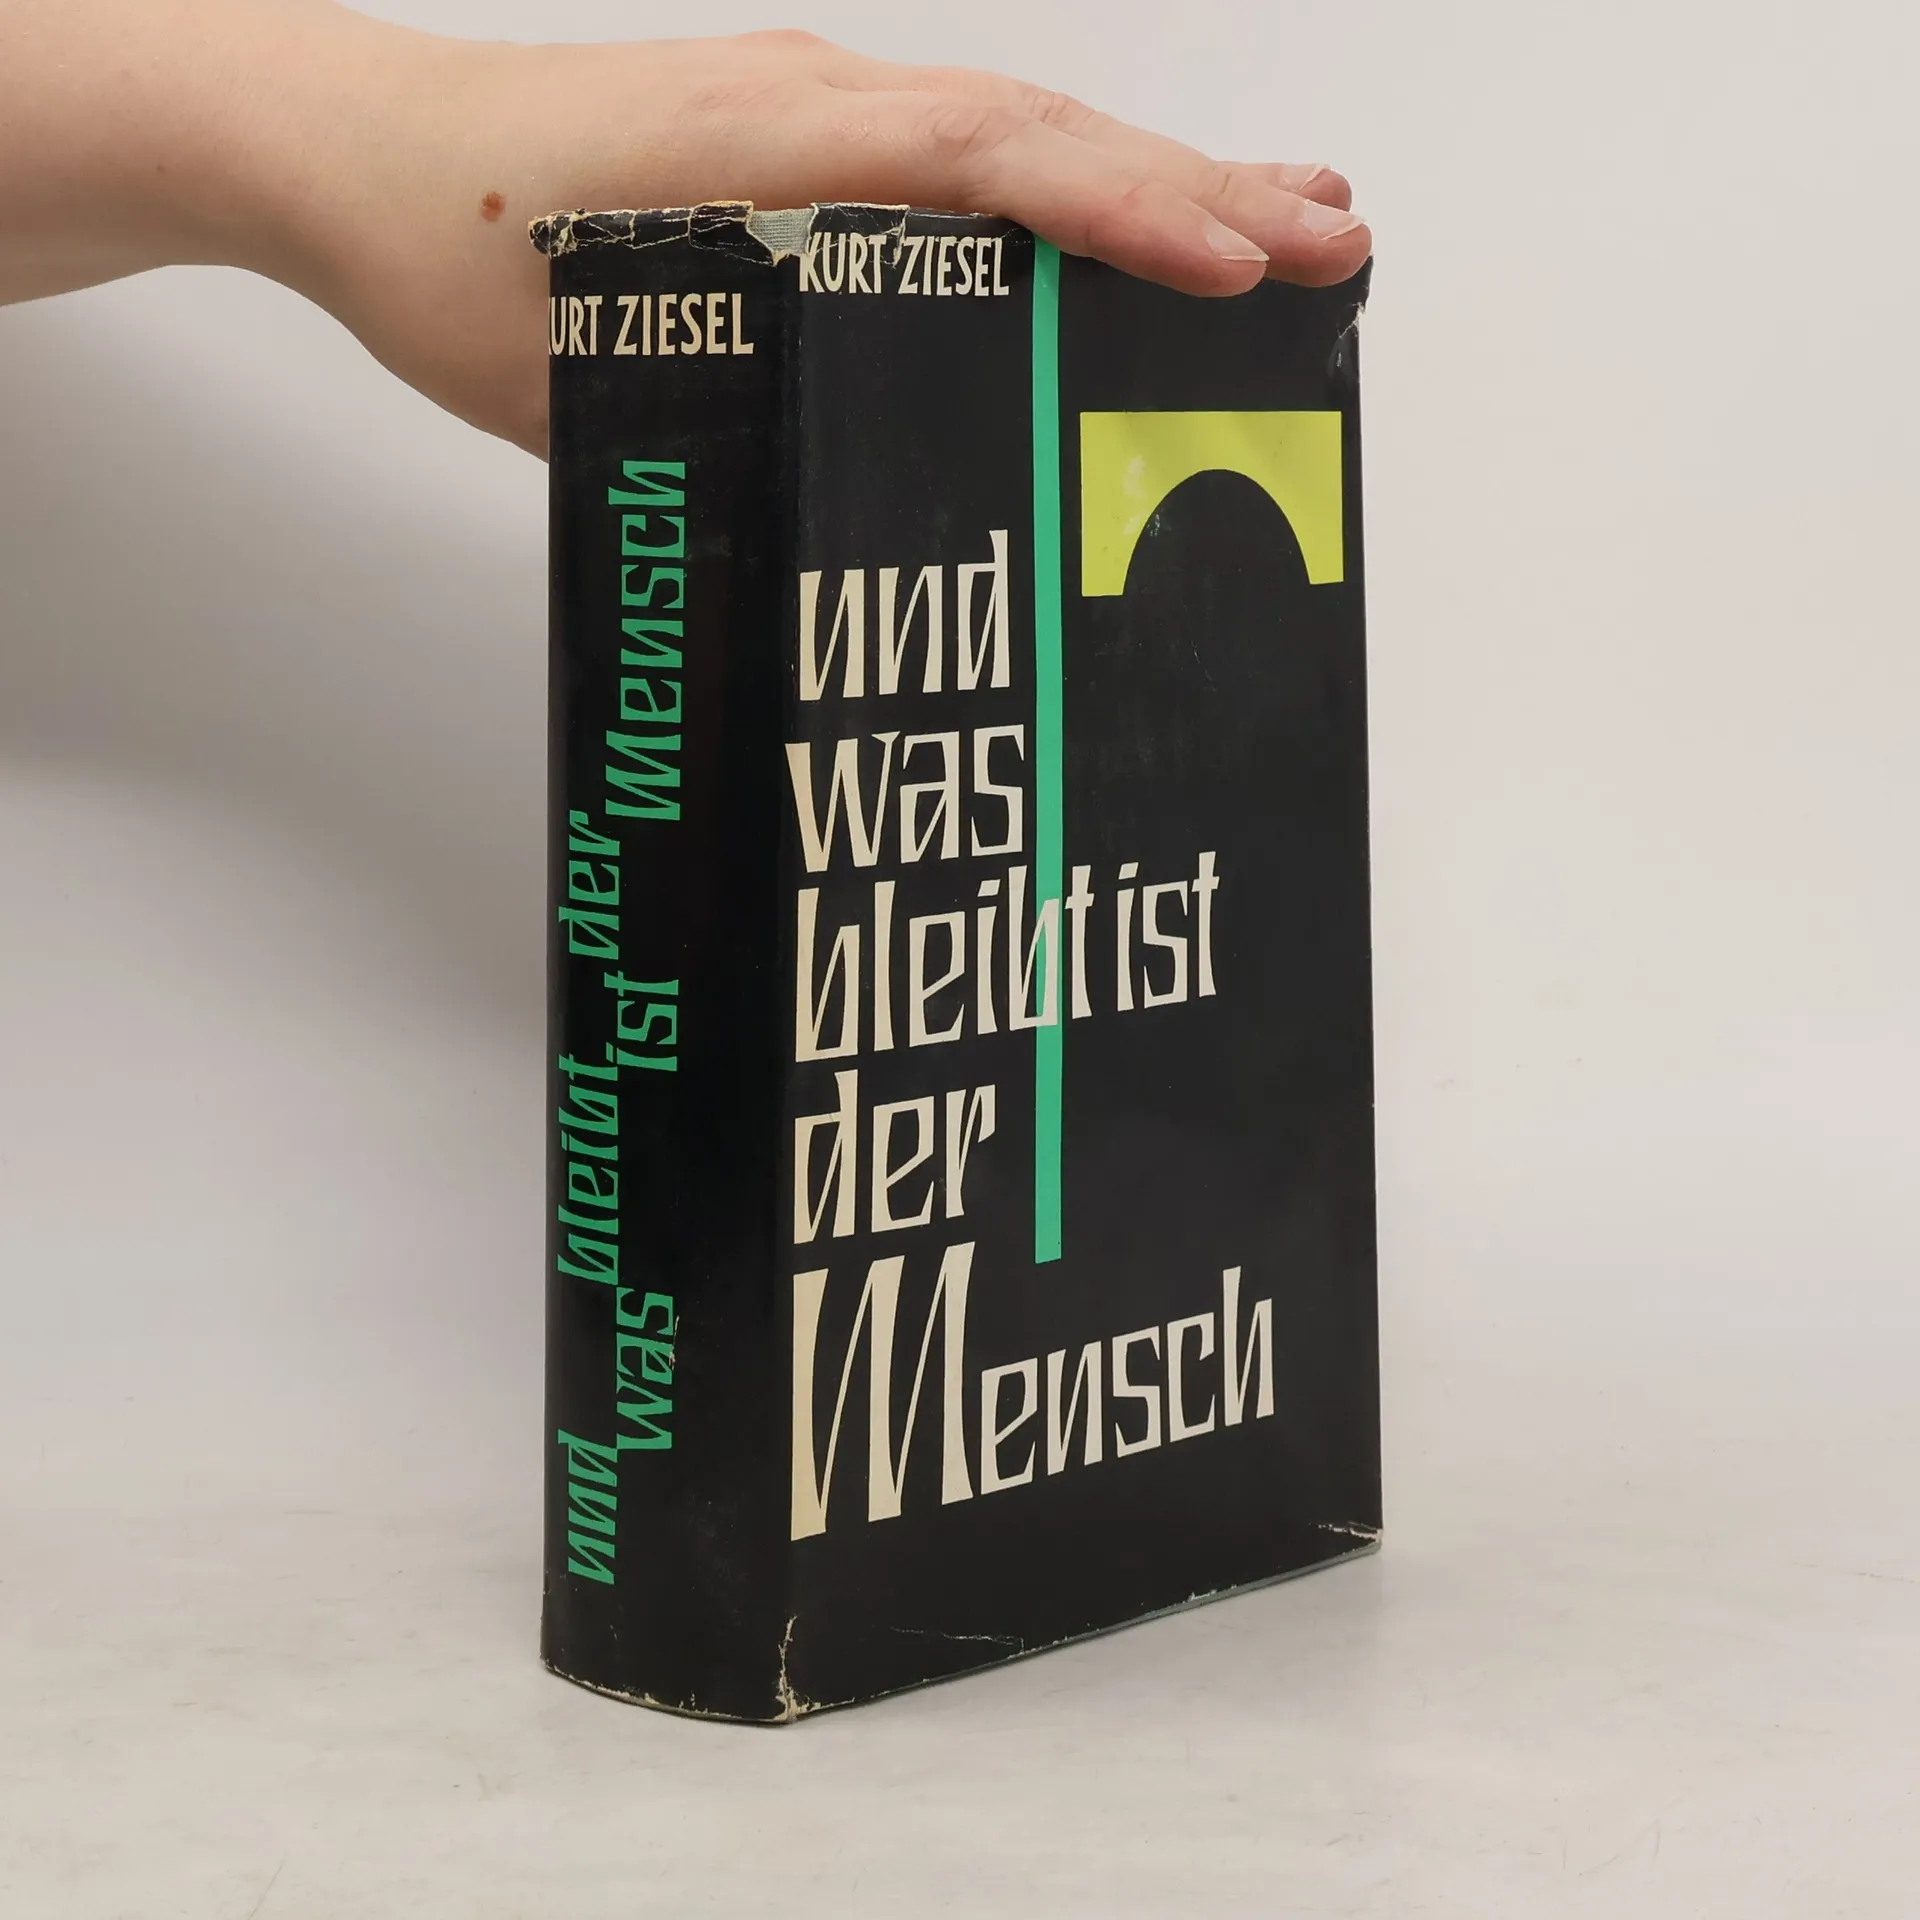 KURT ZIESEL
und was bleibt ist der Mensch
KURT ZIESEL
und
was
bleibt ist
der
Mensch